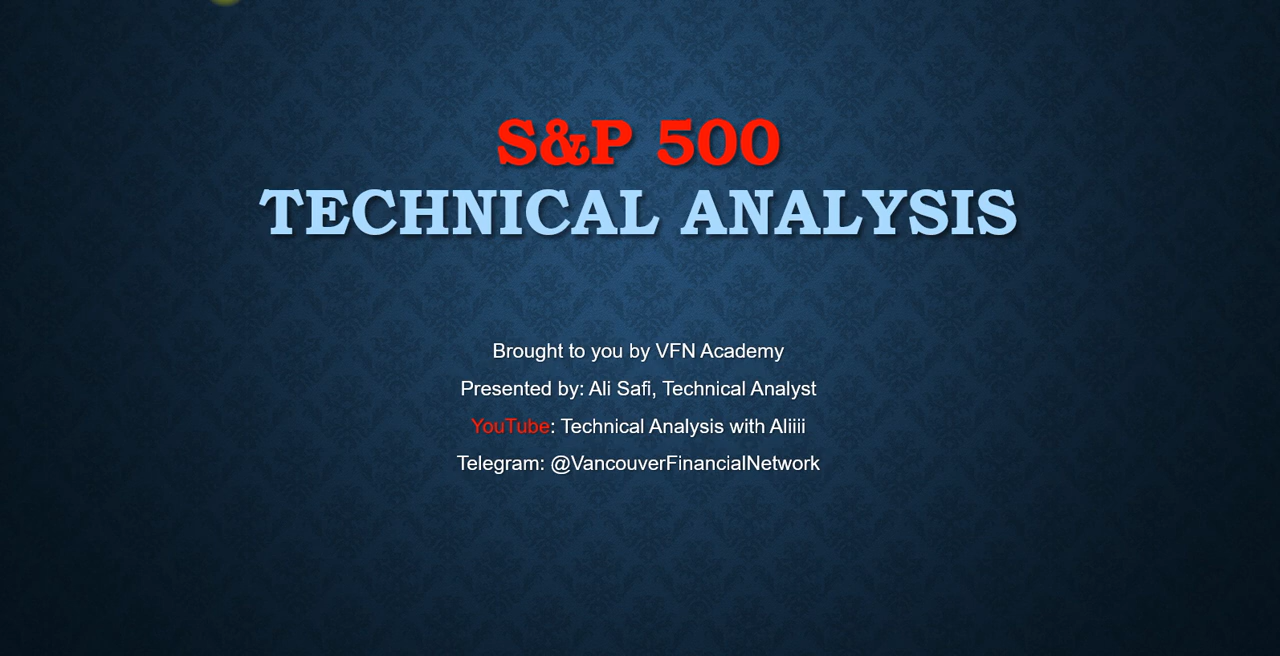 S&P 500
TECHNICAL ANALYSIS
Brought to you by VFN Academy
Presented by: Ali Safi, Technical Analyst
YouTube: Technical Analysis with Aliiii
Telegram: @VancouverFinancialNetwork